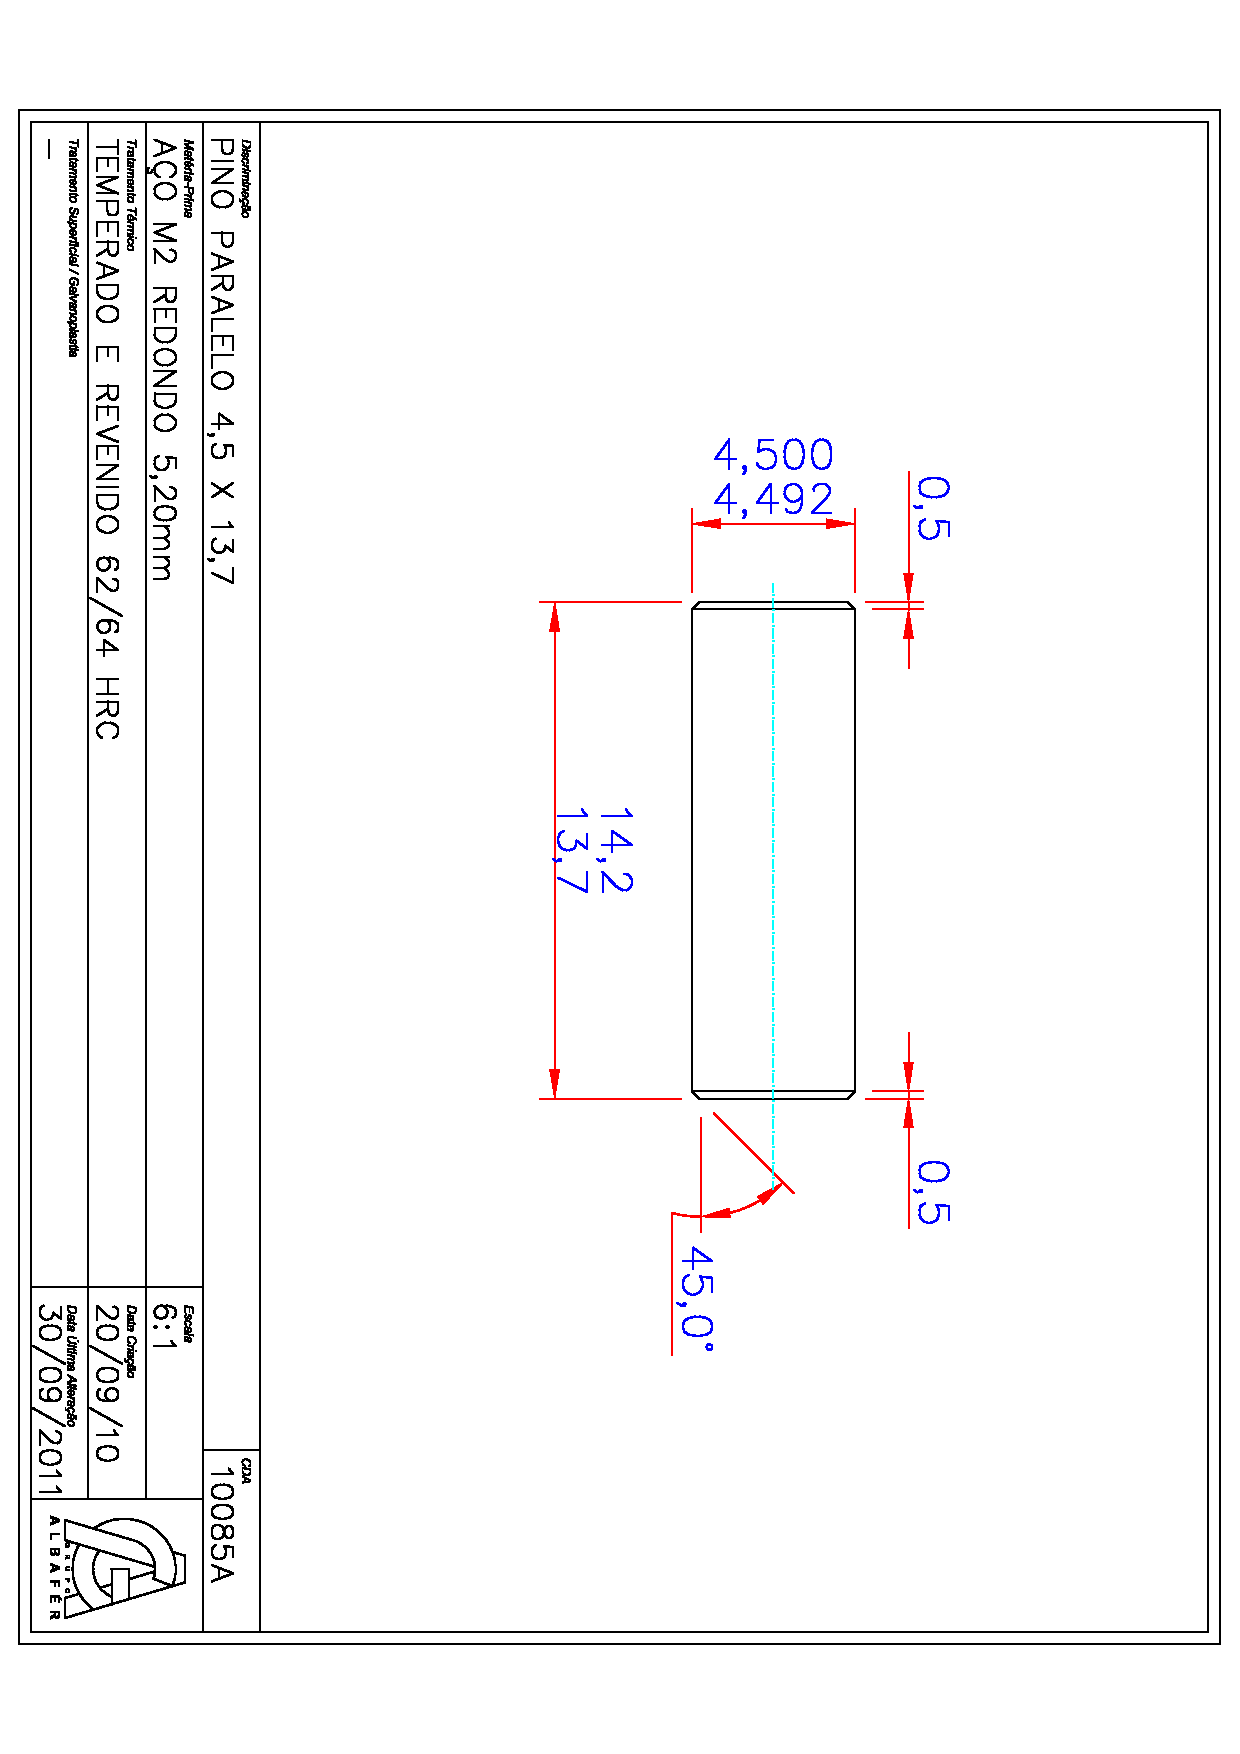 0,5
0,5
4,500
4,492
14,2
13,7
45,0°
Discriminação
PINO PARALELO 4,5 X 13,7
CDA
10085A
Matéria-Prima
AÇO M2 REDONDO 5,20mm
Escala
6:1
Tratamento Térmico
TEMPERADO E REVENIDO 62/64 HRC
Data Criação
20/09/10
Tratamento Superficial / Galvanoplastia
—
Data Última Alteração
30/09/2011
GRUPO
ALBAFÉR